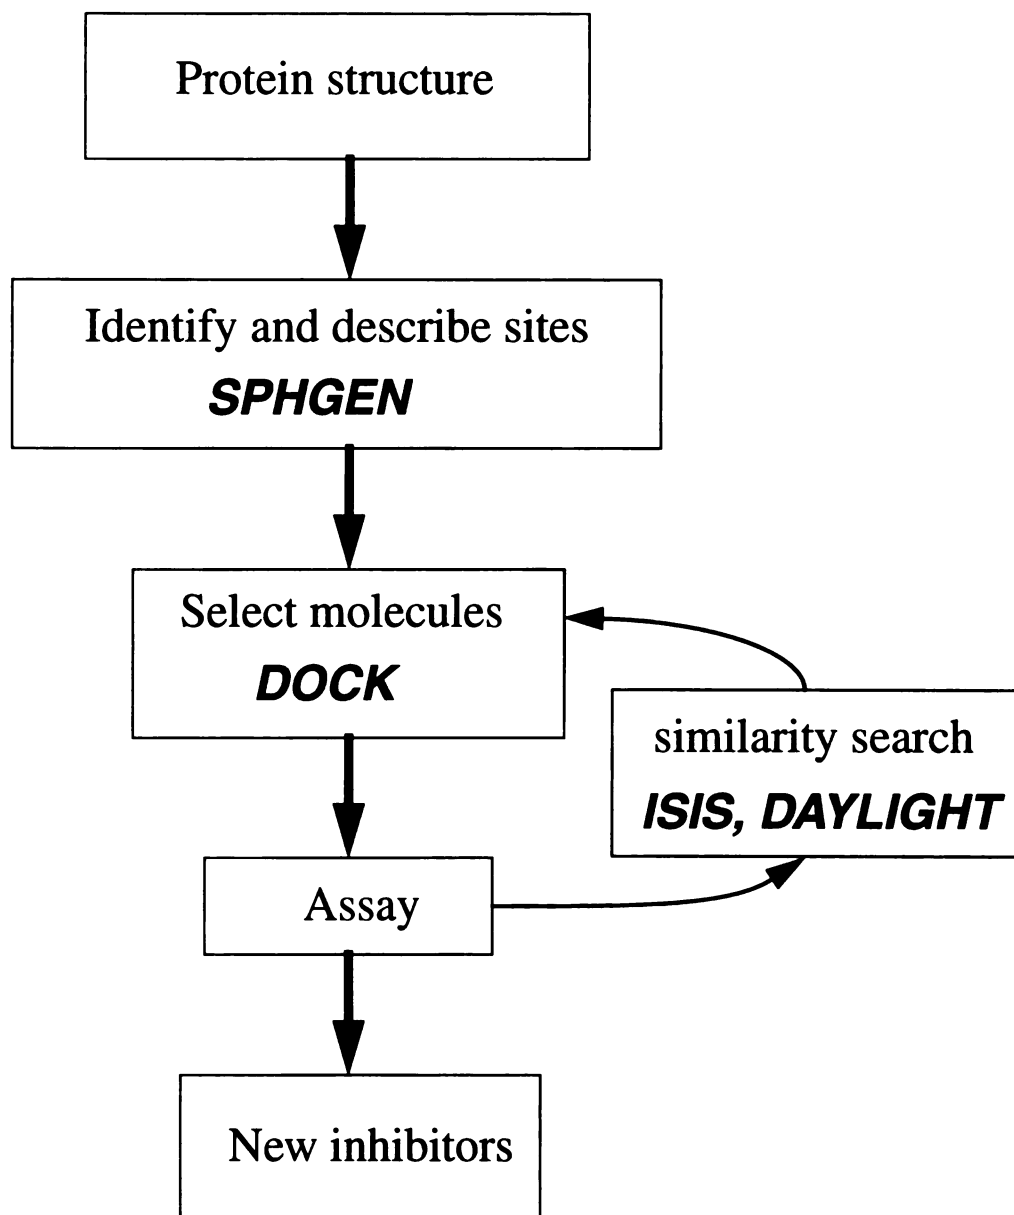 Protein structure
Identify and describe sites
SPHGEN
Select molecules
DOCK
similarity search
ISIS, DAYLIGHT
Assay
New inhibitors